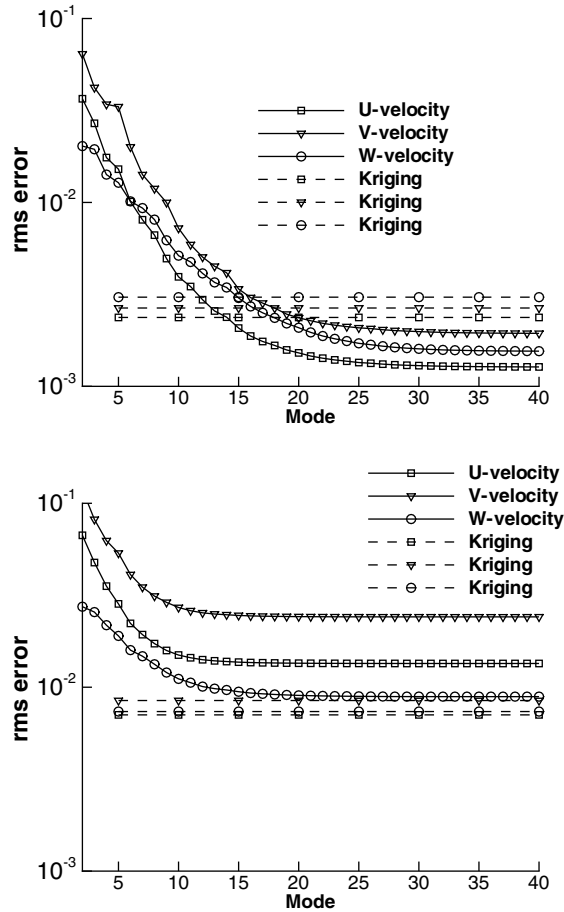 10-1
U-velocity
V-velocity
W-velocity
Kriging
Kriging
Kriging
rms error
10-2
10-3
5 10 15 20 25 30 35 40
Mode
U-velocity
V-velocity
W-velocity
Kriging
Kriging
Kriging
10-1
rms error
10-2
10-3
5 10 15 20 25 30 35 40
Mode